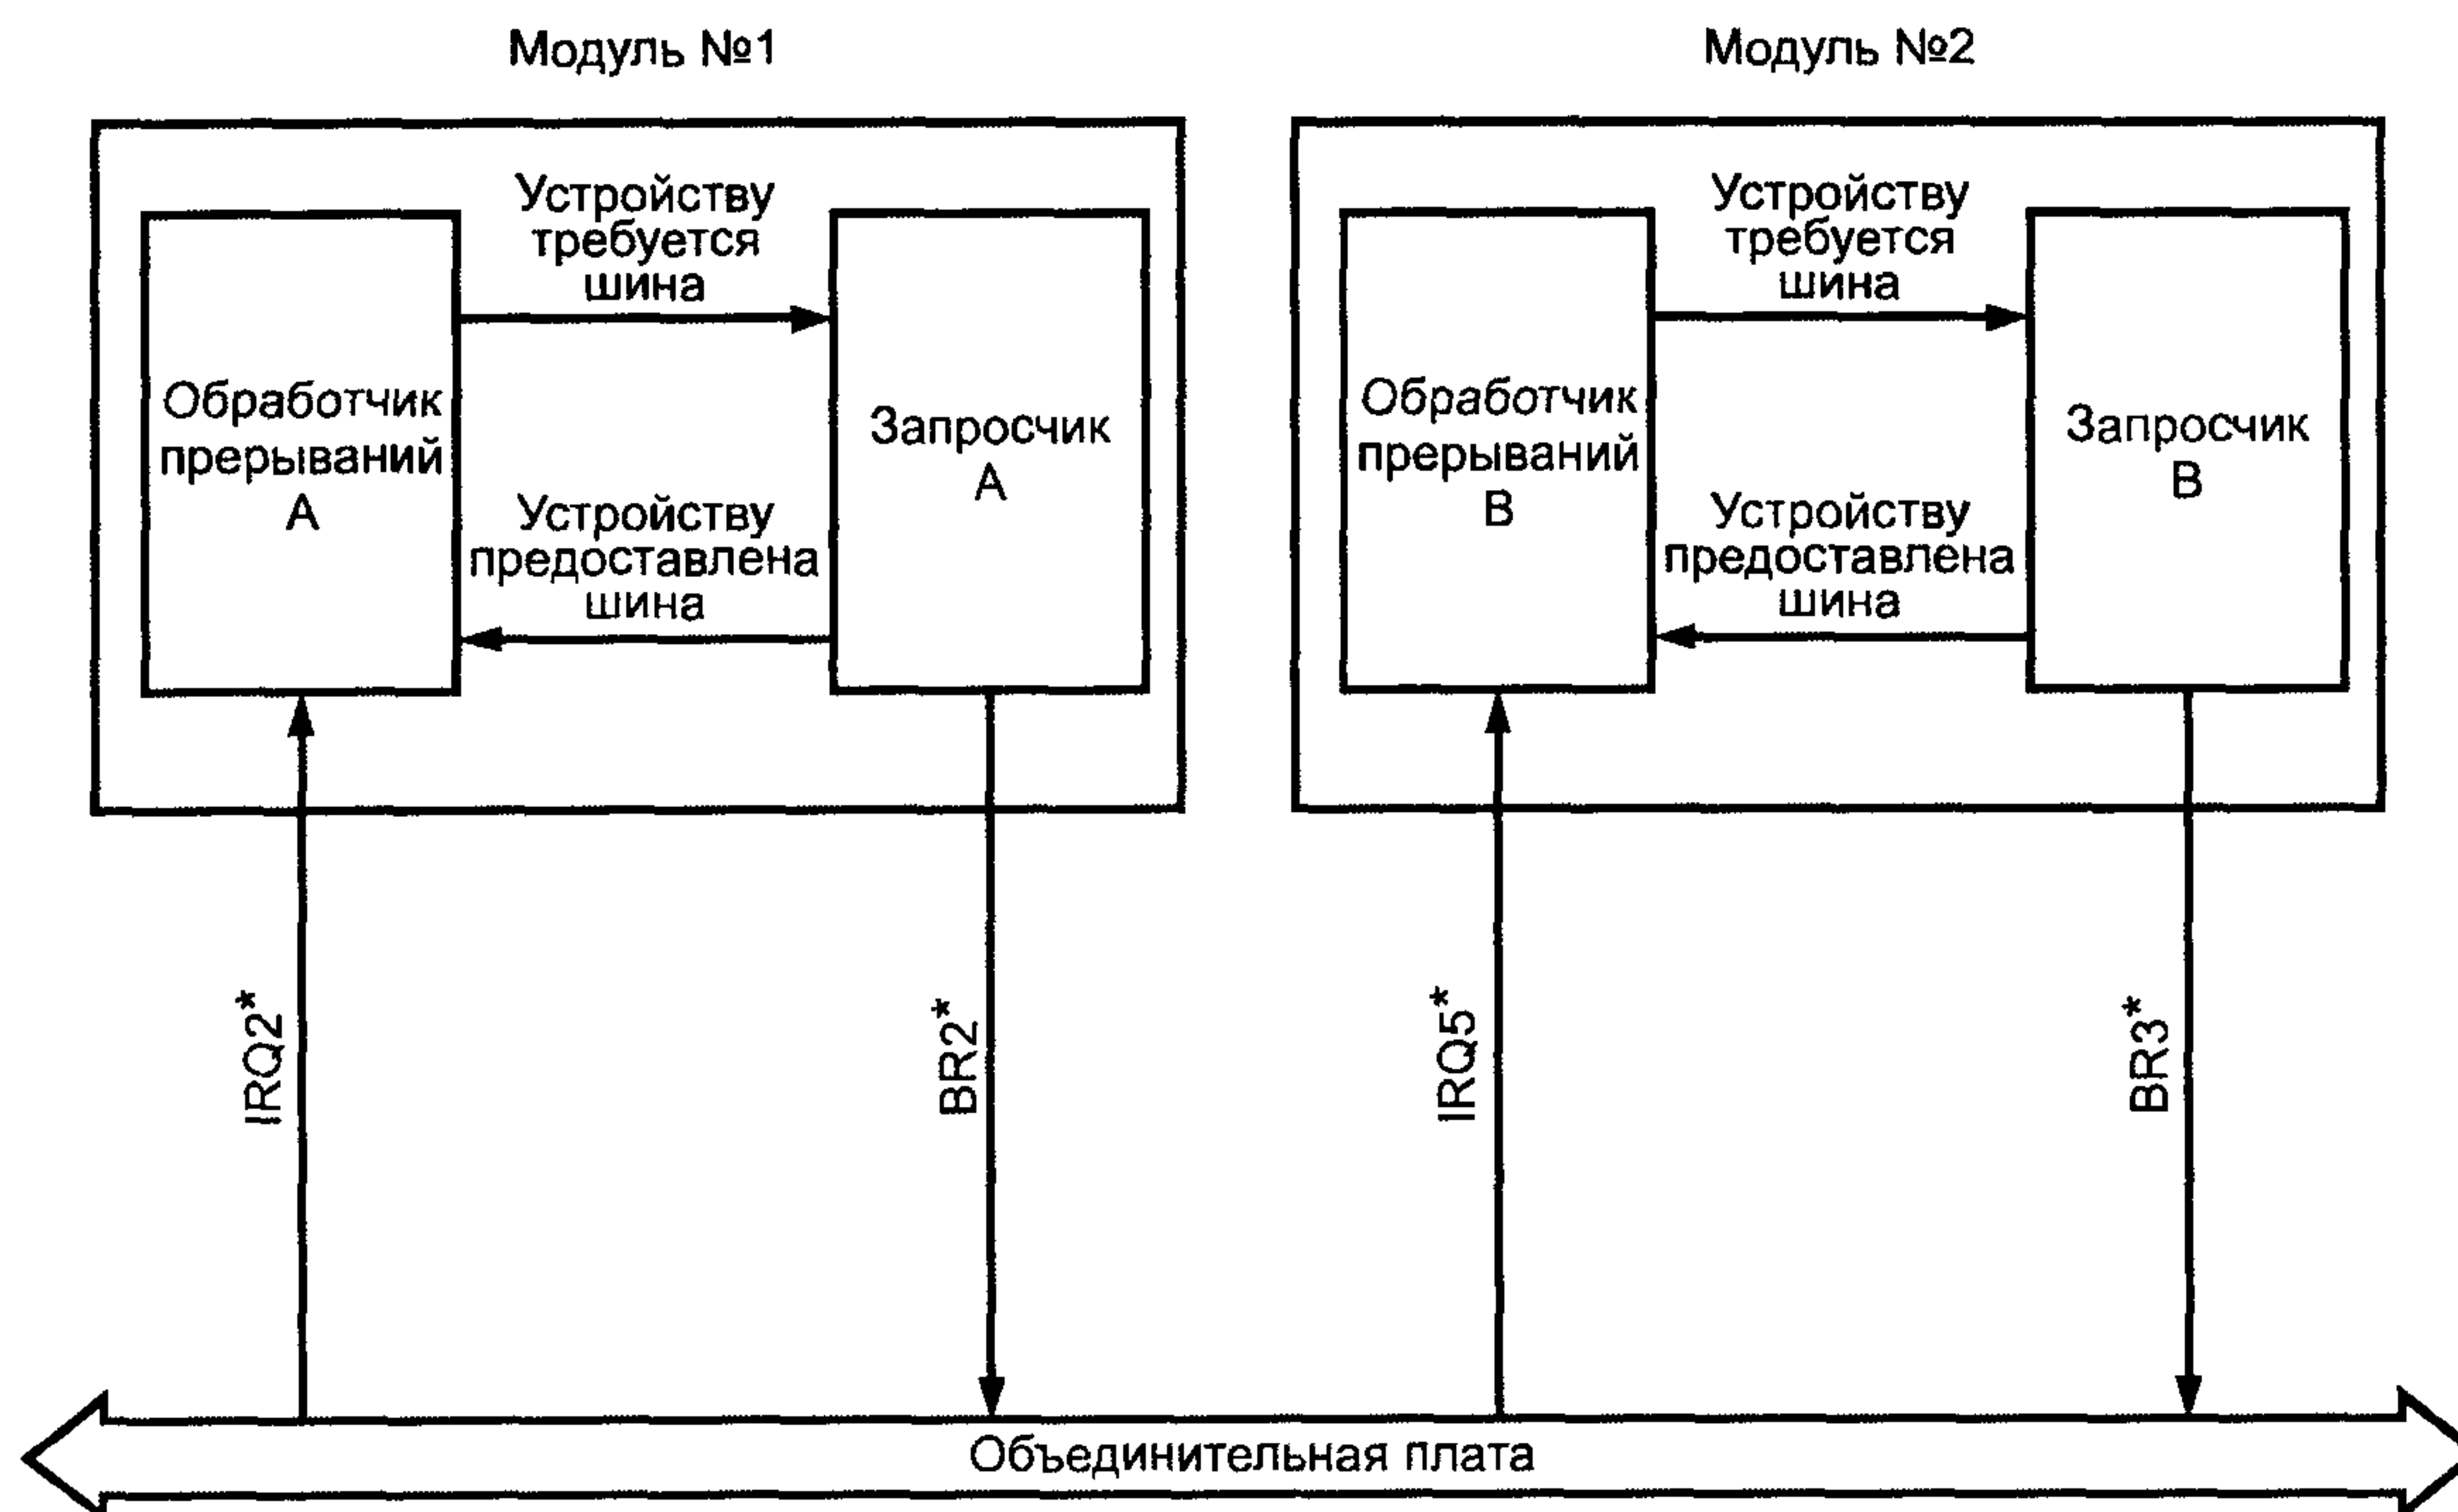 Модуль №1
Модуль №2
Устройству
требуется
шина
Обработчик
прерываний
А
Запросчик
А
Устройству
предоставлена
шина
Устройству
требуется
шина
Обработчик
прерываний
В
Запросчик
В
Устройству
предоставлена
шина
IRQ2*
BR2*
IRQ5*
BR3*
Объединительная плата